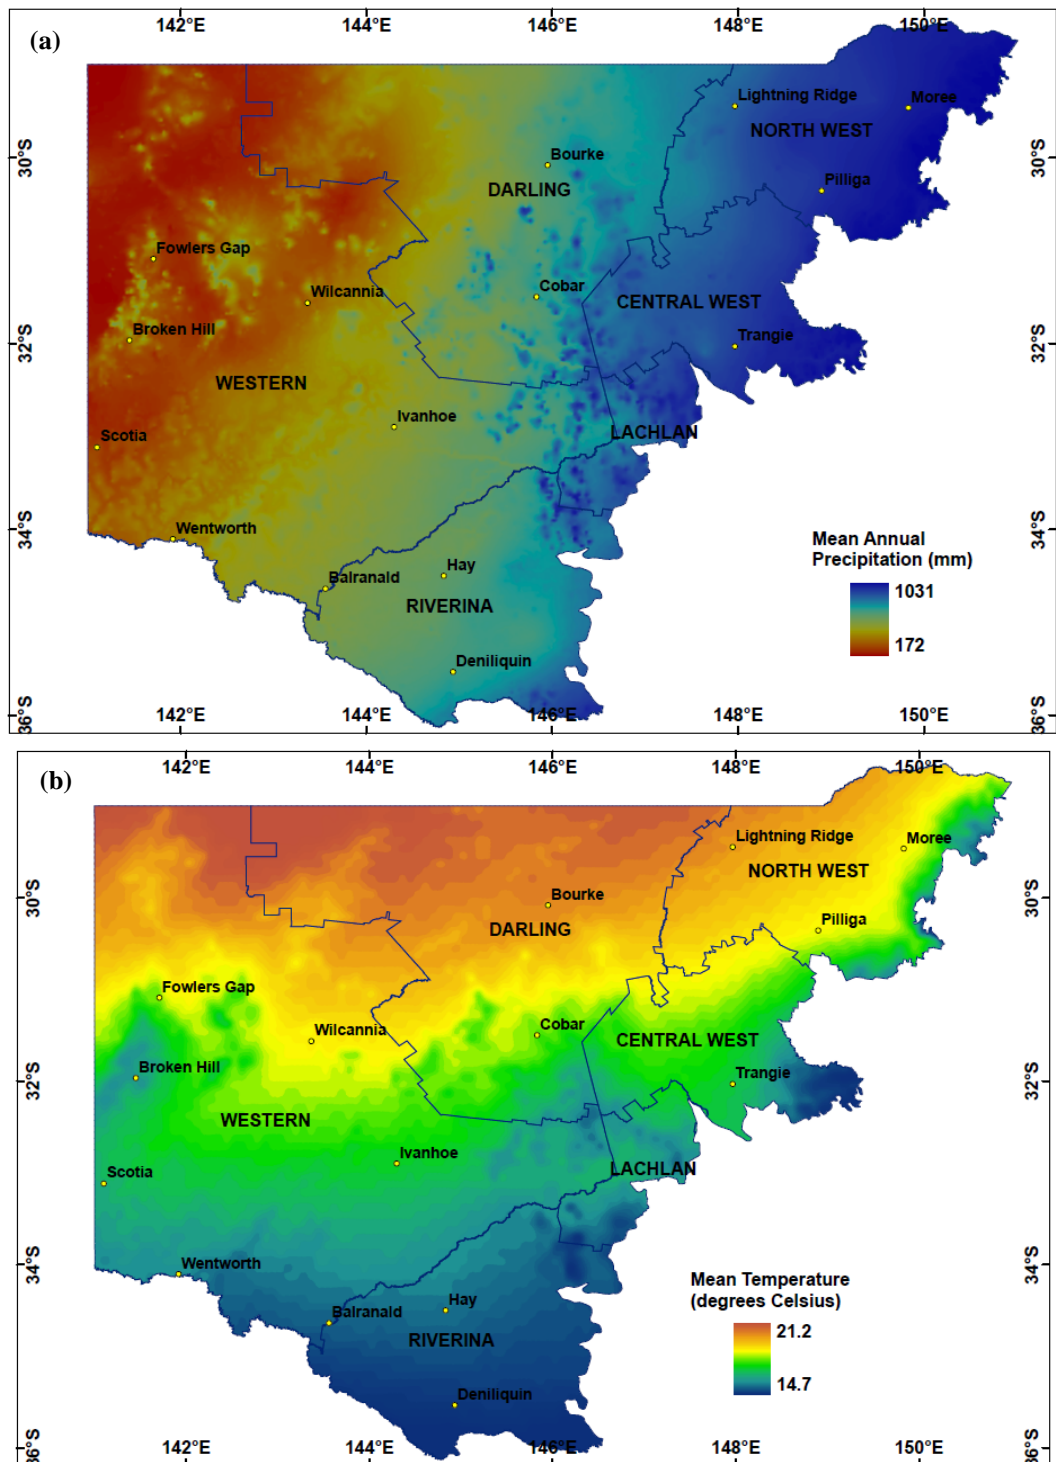 142°E 144°E 146°E 148°E 150°E
(a)
Lightning Ridge
Moree
NORTH WEST
30°S 30°S
Bourke
DARLING
Pilliga
Fowlers Gap
Wilcannia
Cobar
CENTRAL WEST
Broken Hill
Trangie
32°S 32°S
WESTERN
Ivanhoe
Scotia
LACHLAN
Wentworth
34°S 34°S
Mean Annual
Precipitation (mm)
Hay
Balranald
1031
RIVERINA
172
Deniliquin
36°S 36°S
142°E 144°E 146°E 148°E 150°E
142°E 144°E 146°E 148°E 150°E
(b)
Lightning Ridge
Moree
NORTH WEST
30°S 30°S
Bourke
DARLING
Pilliga
Fowlers Gap
Wilcannia
Cobar
CENTRAL WEST
Broken Hill
Trangie
32°S 32°S
WESTERN
Ivanhoe
Scotia
LACHLAN
Wentworth
34°S 34°S
Mean Temperature
(degrees Celsius)
Hay
Balranald
21.2
RIVERINA
14.7
Deniliquin
36°S 36°S
142°E 144°E 146°E 148°E 150°E